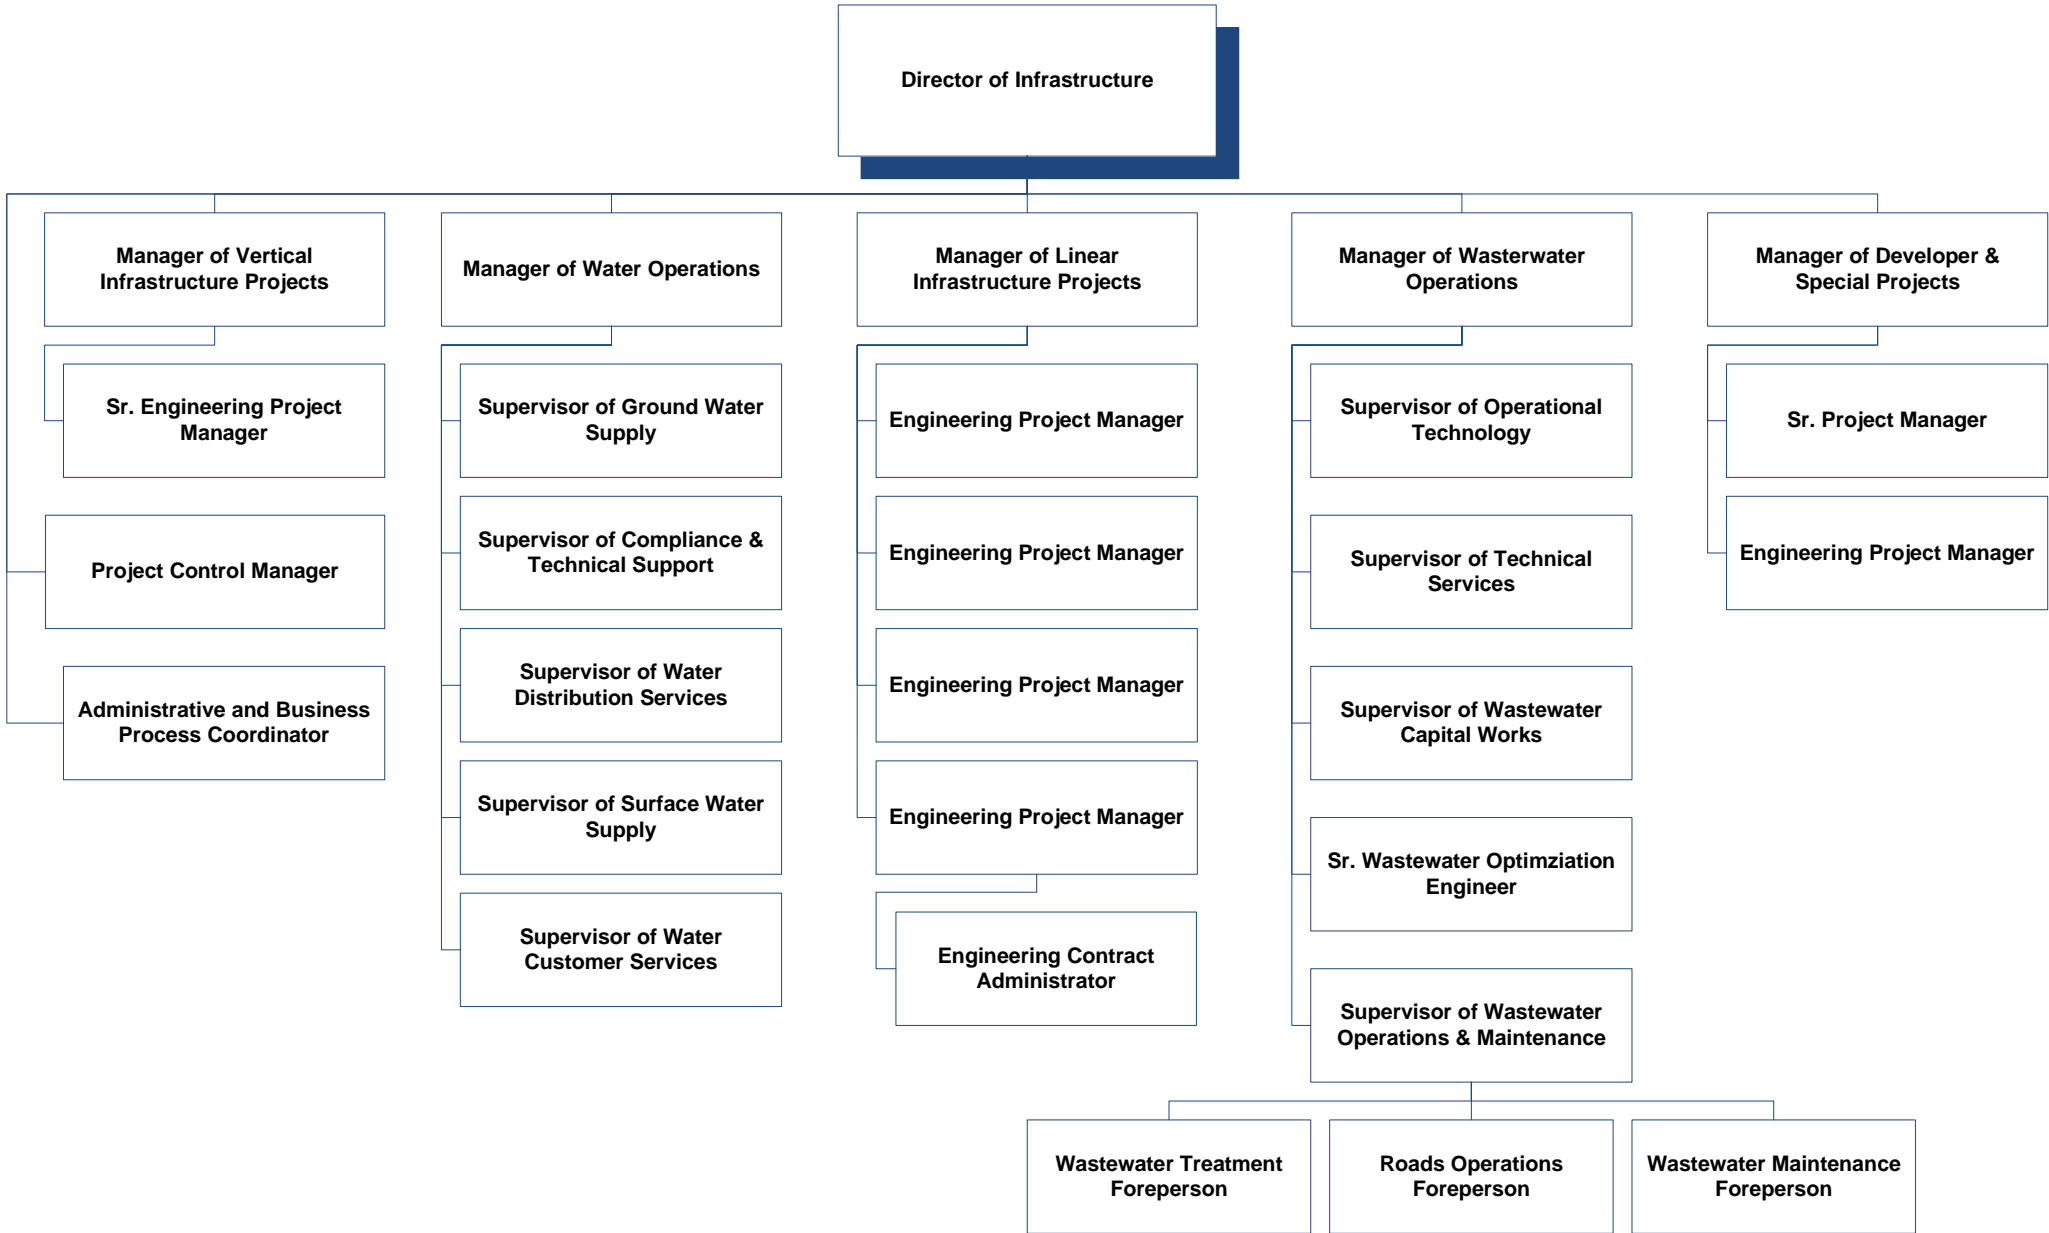 Director of Infrastructure
Manager of Vertical
Infrastructure Projects
Sr. Engineering Project
Manager
Project Control Manager
Administrative and Business
Process Coordinator
Manager of Water Operations
Supervisor of Ground Water
Supply
Supervisor of Compliance &
Technical Support
Supervisor of Water
Distribution Services
Supervisor of Surface Water
Supply
Supervisor of Water
Customer Services
Manager of Linear
Infrastructure Projects
Engineering Project Manager
Engineering Project Manager
Engineering Project Manager
Engineering Project Manager
Engineering Contract
Administrator
Manager of Wasterwater
Operations
Supervisor of Operational
Technology
Supervisor of Technical
Services
Supervisor of Wastewater
Capital Works
Sr. Wastewater Optimziation
Engineer
Supervisor of Wastewater
Operations & Maintenance
Wastewater Treatment
Foreperson
Roads Operations
Foreperson
Wastewater Maintenance
Foreperson
Manager of Developer &
Special Projects
Sr. Project Manager
Engineering Project Manager